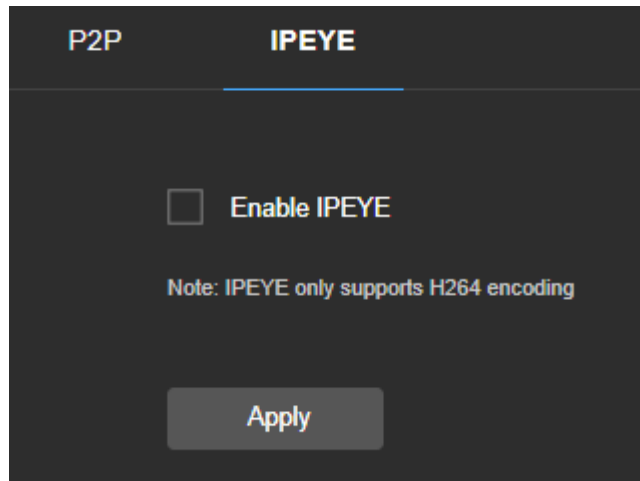 P2P IPEYE
Enable IPEYE
Note: IPEYE only supports H264 encoding
Apply